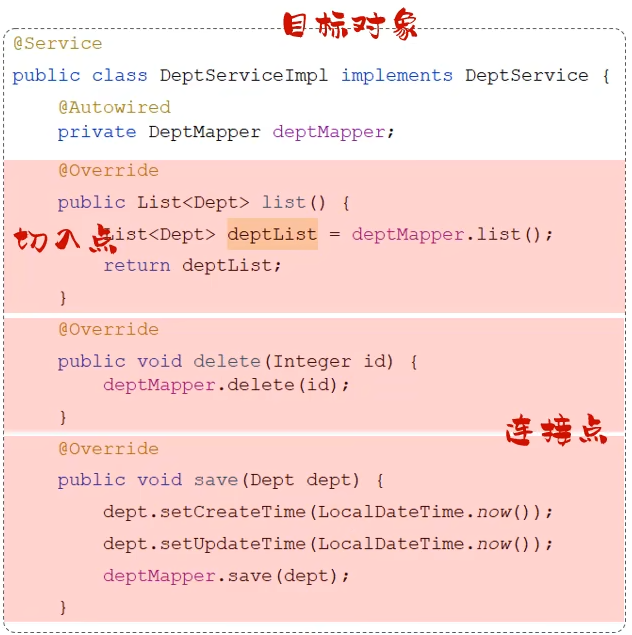 目标对象
@Service
public class DeptServiceImpl implements DeptService {
@Autowired
private DeptMapper deptMapper;
@Override
public List<Dept> list() {
切入点
List<Dept> deptList = deptMapper.list();
return deptList;
}
@Override
public void delete(Integer id) {
deptMapper.delete(id);
}
连接点
@Override
public void save(Dept dept) {
dept.setCreateTime(LocalDateTime.now());
dept.setUpdateTime(LocalDateTime.now());
deptMapper.save(dept);
}